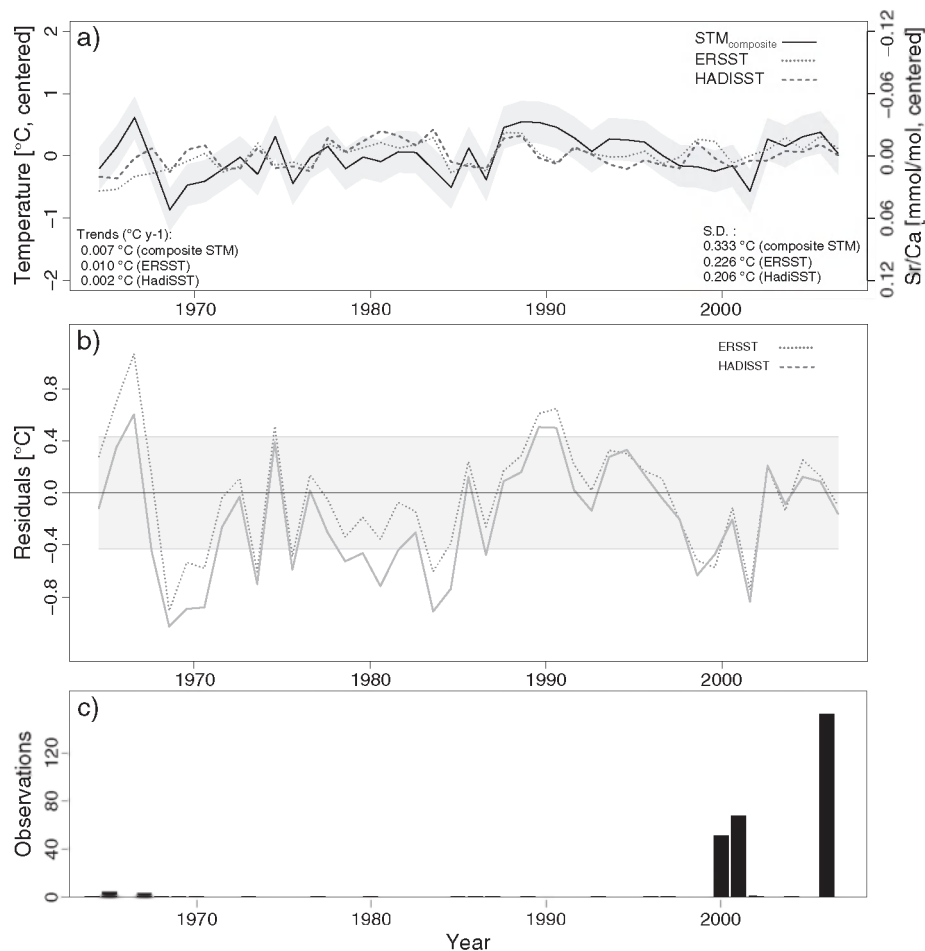 a)
STMcomposite
ERSST
HADISST
Temperature [°C, centered]
2
1
0
−1
−2
Sr/Ca [mmol/mol, centered]
−0.12
−0.06
0.00
0.06
0.12
Trends (°C y-1):
0.007 °C (composite STM)
0.010 °C (ERSST)
0.002 °C (HadiSST)
S.D. :
0.333 °C (composite STM)
0.226 °C (ERSST)
0.206 °C (HadiSST)
1970 1980 1990 2000
b)
ERSST
HADISST
Residuals [°C]
0.8
0.4
0.0
−0.4
−0.8
1970 1980 1990 2000
c)
Observations
120
80
40
0
1970 1980 1990 2000
Year